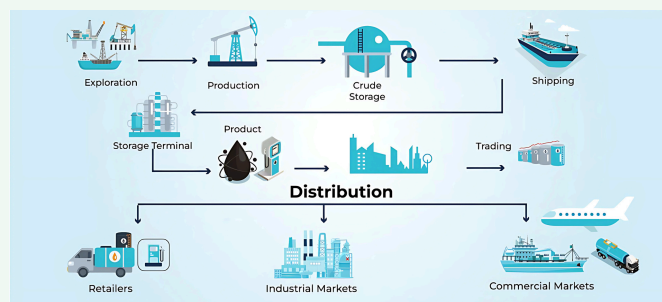 Exploration
Production
Crude
Storage
Shipping
Storage Terminal
Product
Trading
Distribution
Retailers
Industrial Markets
Commercial Markets